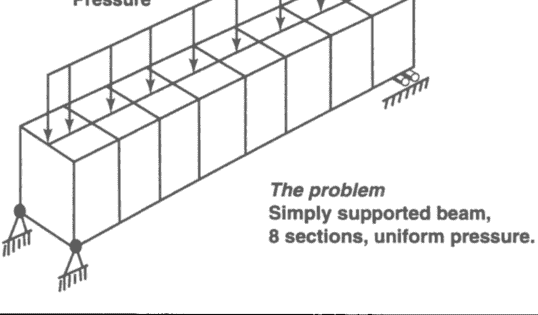 Pressure
The problem
Simply supported beam,
8 sections, uniform pressure.